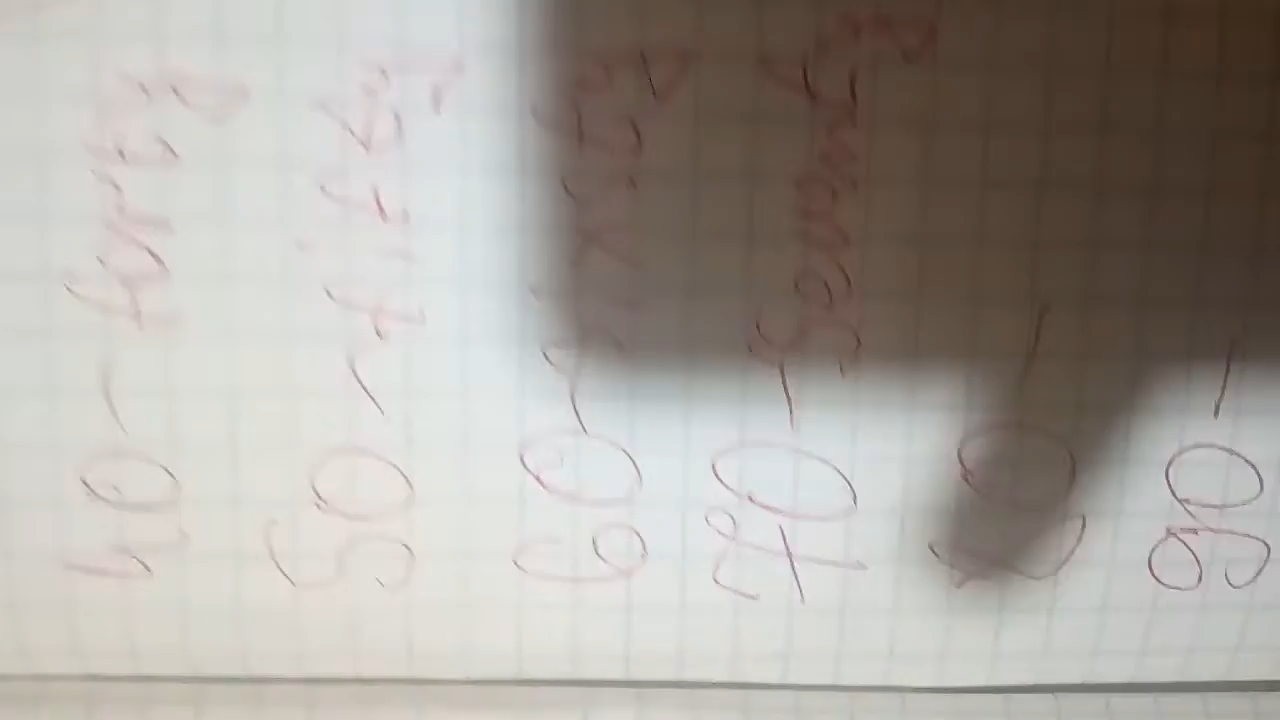 40 - forty
50 - fifty
60 - sixty
70 - seventy
80 -
90 -